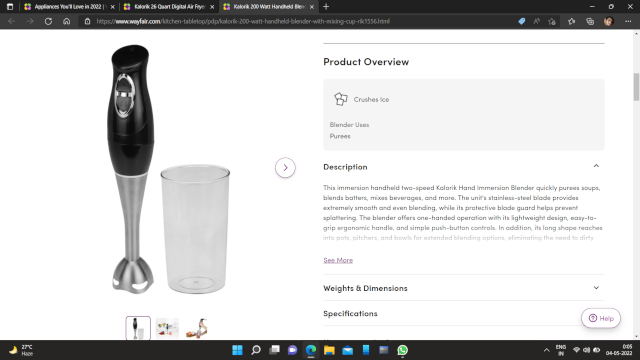 Appliances You'll Love in 2022 |
Kalorik 26 Quart Digital Air Fryer
Kalorik 200 Watt Handheld Blender
https://www.wayfair.com/kitchen-tabletop/pdp/kalorik-200-watt-handheld-blender-with-mixing-cup-rik1556.html
Product Overview
Crushes Ice
Blender Uses
Purees
Description
This immersion handheld two-speed Kalorik Hand Immersion Blender quickly purees soups,
blends batters, mixes beverages, and more. The unit's stainless-steel blade provides
extremely smooth and even blending, while its protective blade guard helps prevent
splattering. The blender offers one-handed operation with its lightweight design, easy-to-
grip ergonomic handle, and simple push-button controls. In addition, its long shape reaches
into pots, pitchers, and bowls for extended blending options, eliminating the need to dirty
See More
Weights & Dimensions
Specifications
Help
27°C
Haze
ENG
IN
0:05
04-05-2022